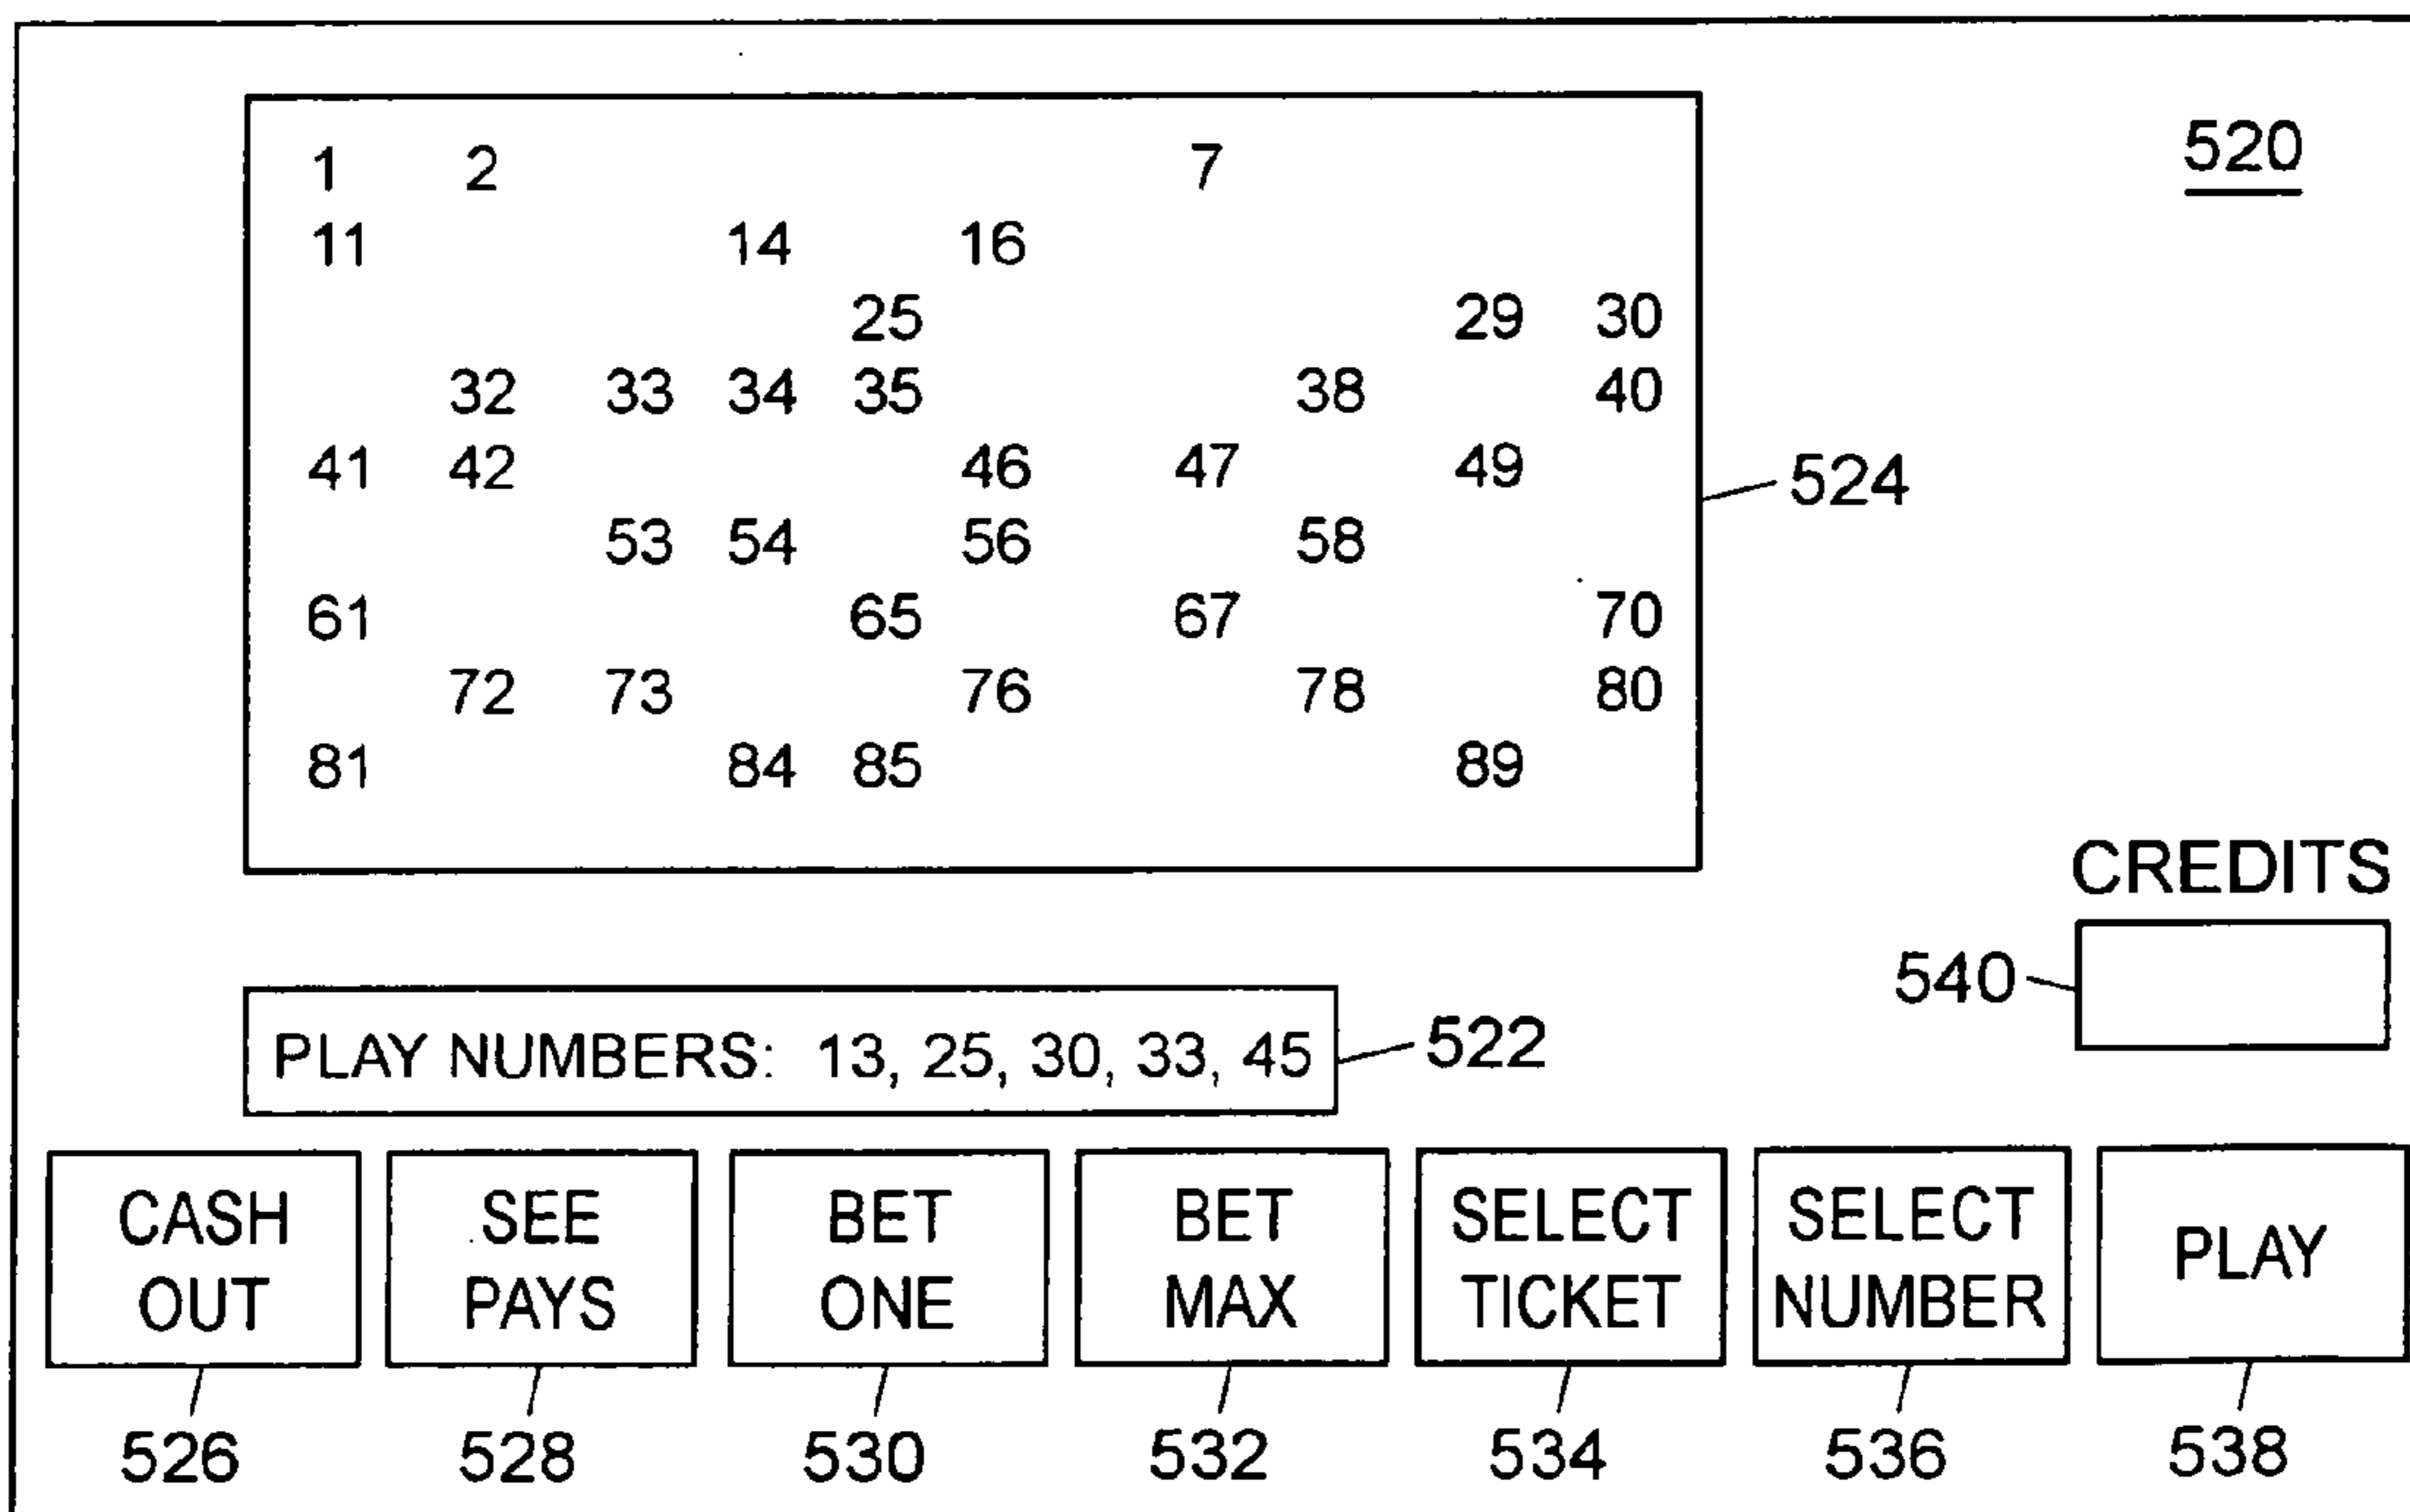 520
1 2 7
11 14 16
25 29 30
32 33 34 35 38 40
41 42 46 47 49
524
53 54 56 58
61 65 67 70
72 73 76 78 80
81 84 85 89
CREDITS
540
PLAY NUMBERS: 13, 25, 30, 33, 45
522
CASH
OUT
SEE
PAYS
BET
ONE
BET
MAX
SELECT
TICKET
SELECT
NUMBER
PLAY
526 528 530 532 534 536 538